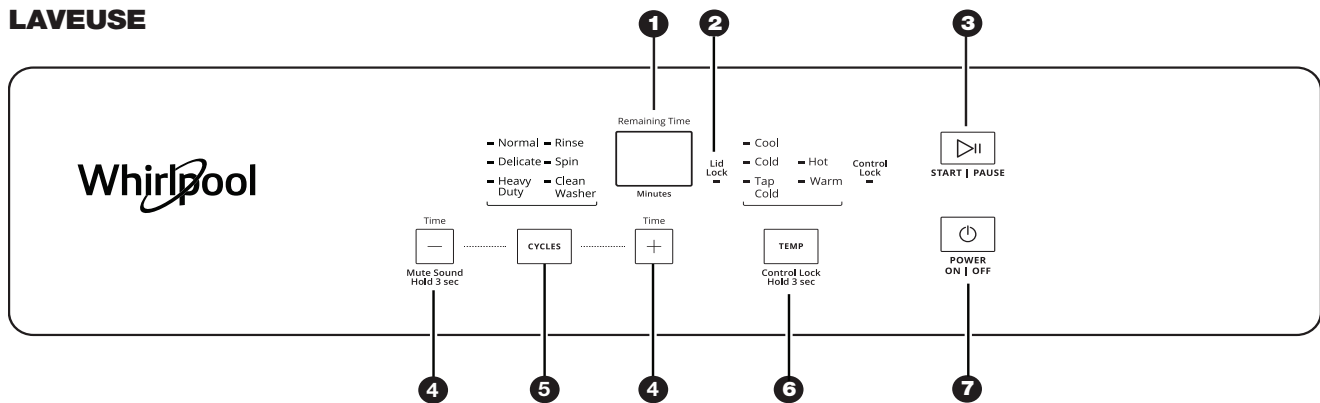 LAVEUSE
1 2 3
Whirlpool
Remaining Time
Minutes
Normal Rinse
Delicate Spin
Heavy Clean
Duty Washer
Lid
Lock
Cool
Cold Hot
Tap Warm
Cold
Control
Lock
START | PAUSE
Time
Mute Sound
Hold 3 sec
CYCLES
Time
TEMP
Control Lock
Hold 3 sec
POWER
ON | OFF
4 5 4 6 7